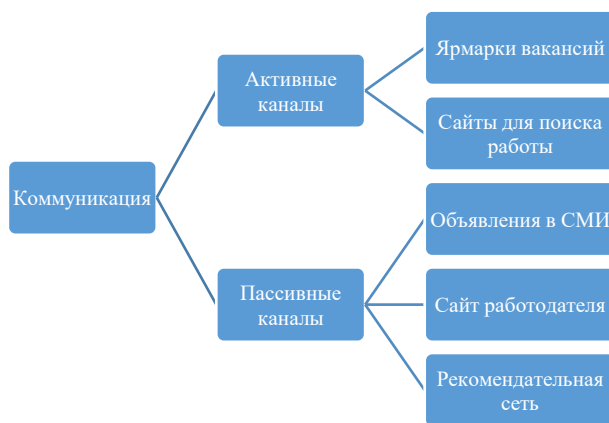 Коммуникация
Активные
каналы
Ярмарки вакансий
Сайты для поиска
работы
Пассивные
каналы
Объявления в СМИ
Сайт работодателя
Рекомендательная
сеть